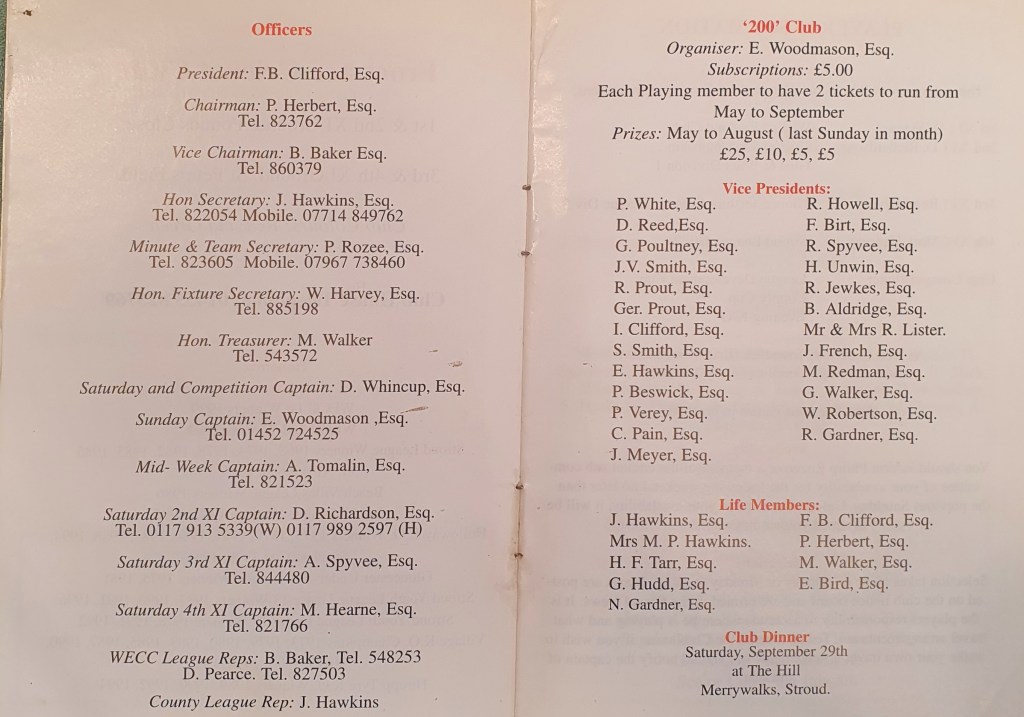 Officers
President: F.B. Clifford, Esq.
Chairman: P. Herbert, Esq.
Tel. 823762
Vice Chairman: B. Baker Esq.
Tel. 860379
Hon Secretary: J. Hawkins, Esq.
Tel. 822054 Mobile. 07714 849762
Minute & Team Secretary: P. Rozee, Esq.
Tel. 823605 Mobile. 07967 738460
Hon. Fixture Secretary: W. Harvey, Esq.
Tel. 885198
Hon. Treasurer: M. Walker
Tel. 543572
Saturday and Competition Captain: D. Whincup, Esq.
Sunday Captain: E. Woodmason ,Esq.
Tel. 01452 724525
Mid- Week Captain: A. Tomalin, Esq.
Tel. 821523
Saturday 2nd XI Captain: D. Richardson, Esq.
Tel. 0117 913 5339(W) 0117 989 2597 (H)
Saturday 3rd XI Captain: A. Spyvee, Esq.
Tel. 844480
Saturday 4th XI Captain: M. Hearne, Esq.
Tel. 821766
WECC League Reps: B. Baker, Tel. 548253
D. Pearce. Tel. 827503
County League Rep: J. Hawkins
'200' Club
Organiser: E. Woodmason, Esq.
Subscriptions: £5.00
Each Playing member to have 2 tickets to run from
May to September
Prizes: May to August ( last Sunday in month)
£25, £10, £5, £5
Vice Presidents:
P. White, Esq. R. Howell, Esq.
D. Reed,Esq. F. Birt, Esq.
G. Poultney, Esq. R. Spyvee, Esq.
J.V. Smith, Esq. H. Unwin, Esq.
R. Prout, Esq. R. Jewkes, Esq.
Ger. Prout, Esq. B. Aldridge, Esq.
I. Clifford, Esq. Mr & Mrs R. Lister.
S. Smith, Esq. J. French, Esq.
E. Hawkins, Esq. M. Redman, Esq.
P. Beswick, Esq. G. Walker, Esq.
P. Verey, Esq. W. Robertson, Esq.
C. Pain, Esq. R. Gardner, Esq.
J. Meyer, Esq.
Life Members:
J. Hawkins, Esq. F. B. Clifford, Esq.
Mrs M. P. Hawkins. P. Herbert, Esq.
H. F. Tarr, Esq. M. Walker, Esq.
G. Hudd, Esq. E. Bird, Esq.
N. Gardner, Esq.
Club Dinner
Saturday, September 29th
at The Hill
Merrywalks, Stroud.